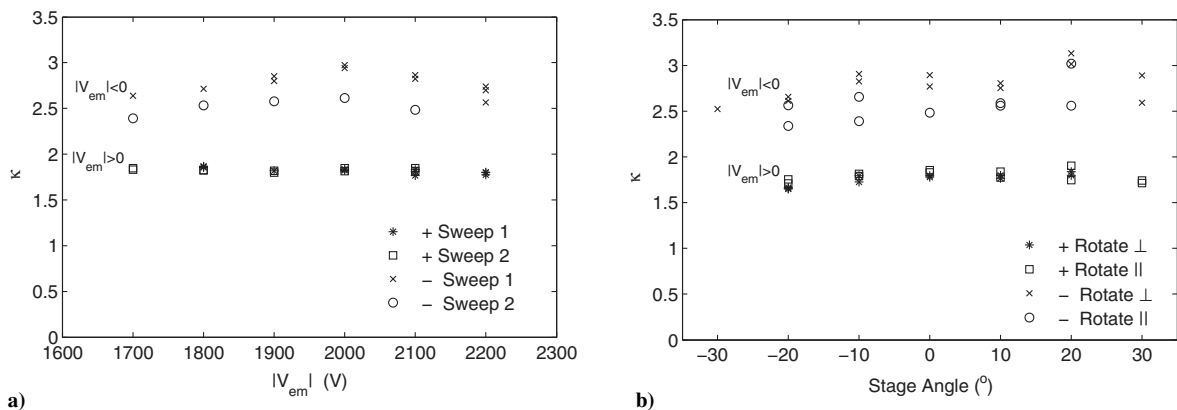 3.5
3
2.5
2
1.5
1
0.5
0
κ
|V_em|<0
|V_em|>0
+ Sweep 1
+ Sweep 2
− Sweep 1
− Sweep 2
1600 1700 1800 1900 2000 2100 2200 2300
|V_em| (V)
a)
3.5
3
2.5
2
1.5
1
0.5
0
κ
|V_em|<0
|V_em|>0
+ Rotate ⊥
+ Rotate ||
− Rotate ⊥
− Rotate ||
−30 −20 −10 0 10 20 30
Stage Angle (°)
b)